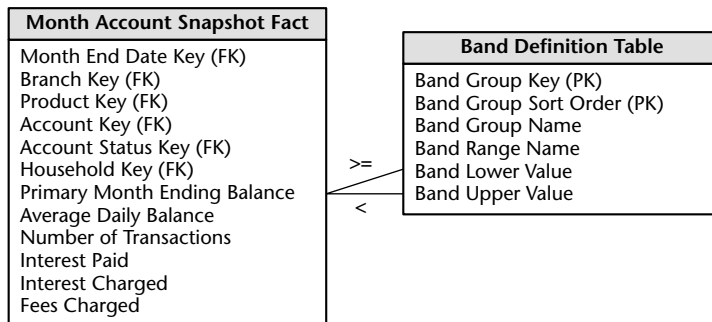 Month Account Snapshot Fact
Month End Date Key (FK)
Branch Key (FK)
Product Key (FK)
Account Key (FK)
Account Status Key (FK)
Household Key (FK)
Primary Month Ending Balance
Average Daily Balance
Number of Transactions
Interest Paid
Interest Charged
Fees Charged
>=
<
Band Definition Table
Band Group Key (PK)
Band Group Sort Order (PK)
Band Group Name
Band Range Name
Band Lower Value
Band Upper Value